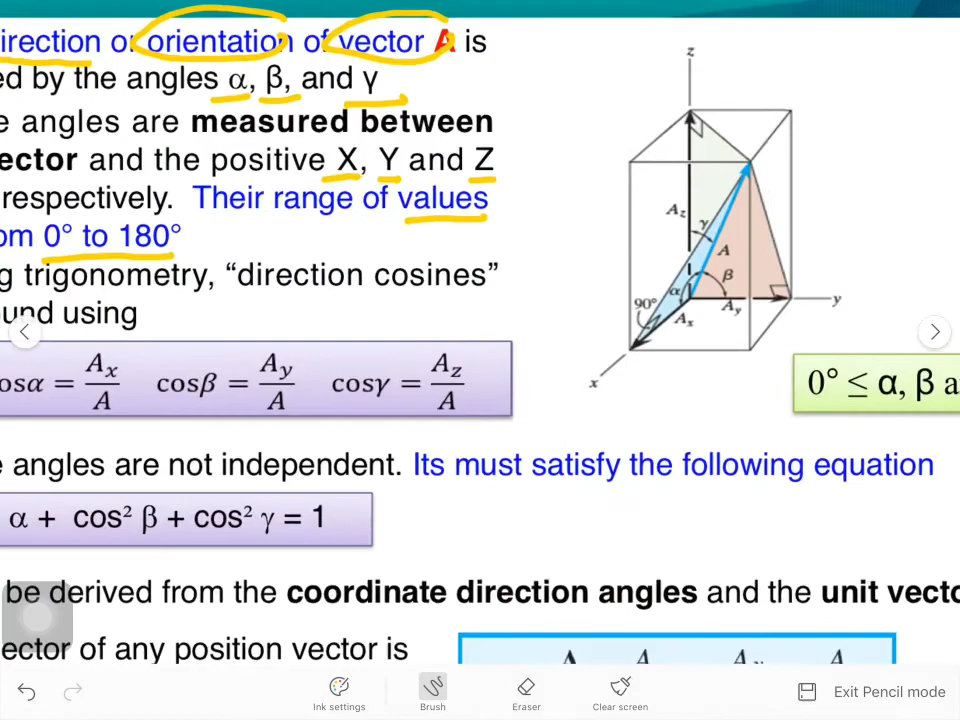 irection or orientation of vector A is
ed by the angles α, β, and γ
e angles are measured between
ector and the positive X, Y and Z
respectively. Their range of values
om 0° to 180°
g trigonometry, “direction cosines”
ound using
osα = Ax/A cosβ = Ay/A cosγ = Az/A
z
Az
γ
A
β
α
90°
Ax
Ay
y
x
0° ≤ α, β a
e angles are not independent. Its must satisfy the following equation
α + cos² β + cos² γ = 1
be derived from the coordinate direction angles and the unit vecto
ector of any position vector is
Ink settings
Brush
Eraser
Clear screen
Exit Pencil mode